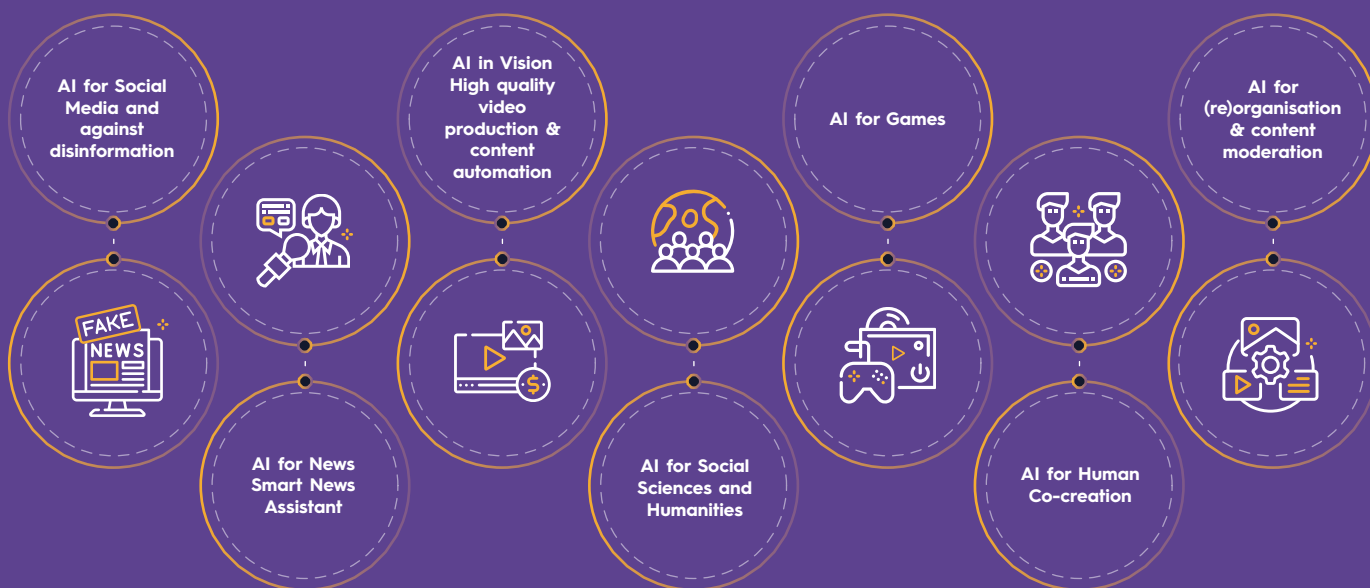 AI for Social
Media and
against
disinformation
AI in Vision
High quality
video
production &
content
automation
AI for Games
AI for
(re)organisation
& content
moderation
FAKE
NEWS
$
AI for News
Smart News
Assistant
AI for Social
Sciences and
Humanities
AI for Human
Co-creation